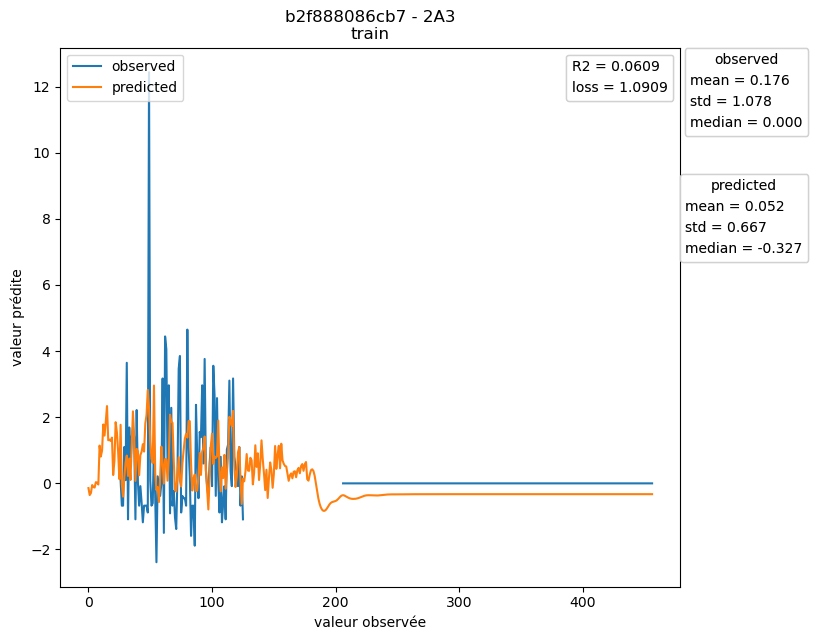 b2f888086cb7 - 2A3
train
observed
predicted
R2 = 0.0609
loss = 1.0909
observed
mean = 0.176
std = 1.078
median = 0.000
predicted
mean = 0.052
std = 0.667
median = -0.327
12
10
8
6
4
2
0
−2
valeur prédite
0
100
200
300
400
valeur observée